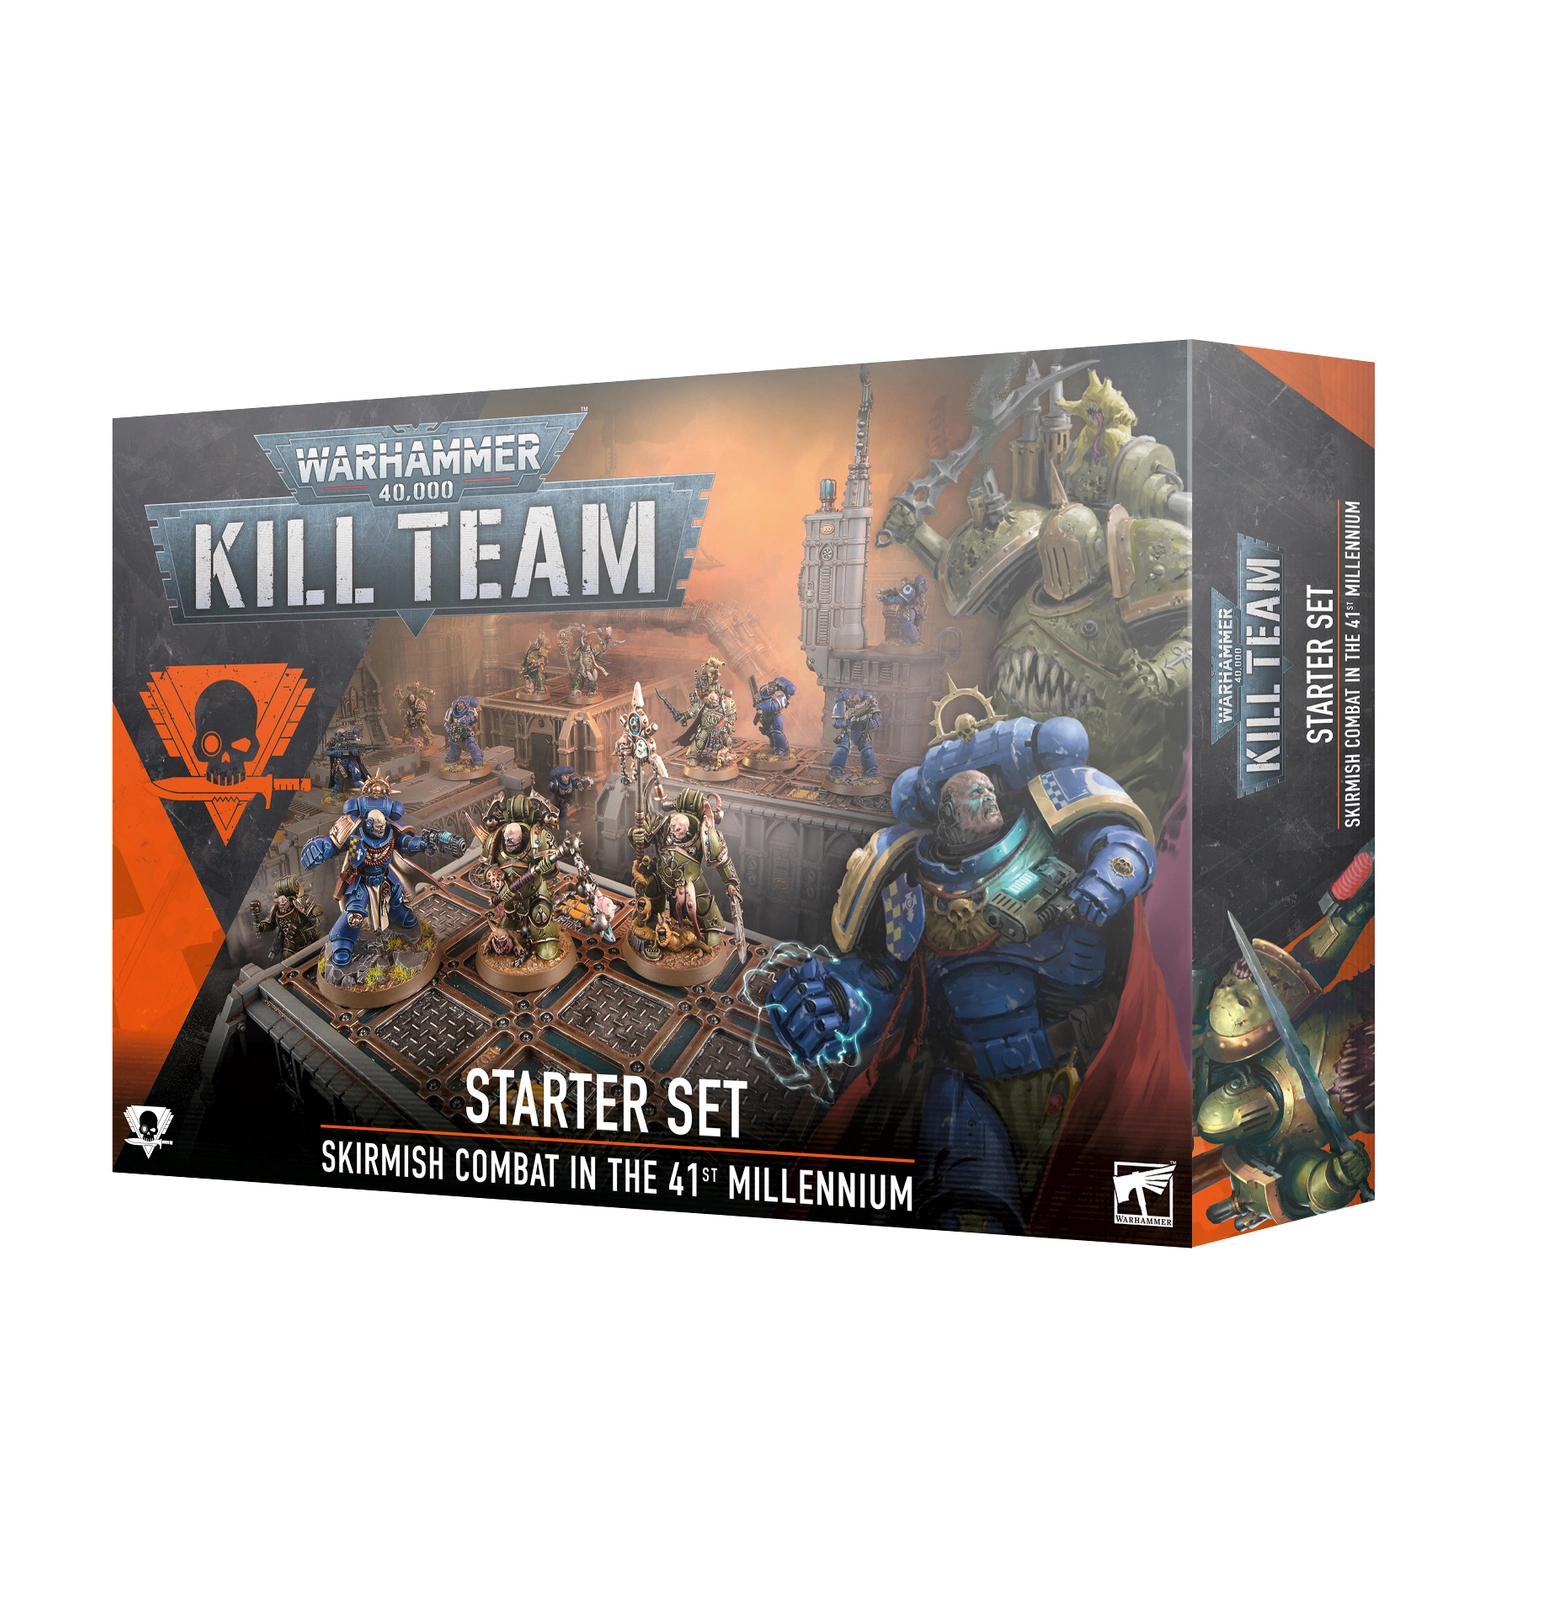 WARHAMMER
40,000
KILL TEAM
STARTER SET
SKIRMISH COMBAT IN THE 41ST MILLENNIUM
WARHAMMER
WARHAMMER
40,000
KILL TEAM
STARTER SET
SKIRMISH COMBAT IN THE 41ST MILLENNIUM